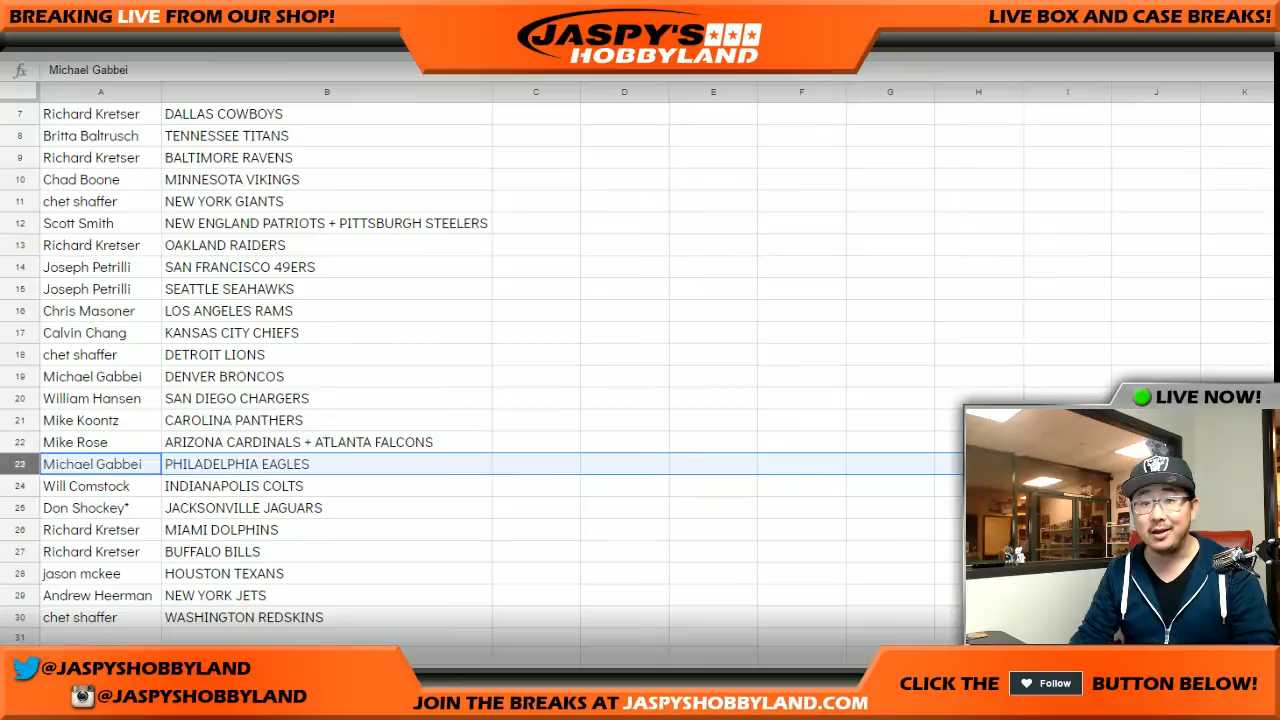 BREAKING LIVE FROM OUR SHOP!
JASPY'S
HOBBYLAND
LIVE BOX AND CASE BREAKS!
fx Michael Gabbei
A B C D E F G H I J K
7 Richard Kretser DALLAS COWBOYS
8 Britta Baltrusch TENNESSEE TITANS
9 Richard Kretser BALTIMORE RAVENS
10 Chad Boone MINNESOTA VIKINGS
11 chet shaffer NEW YORK GIANTS
12 Scott Smith NEW ENGLAND PATRIOTS + PITTSBURGH STEELERS
13 Richard Kretser OAKLAND RAIDERS
14 Joseph Petrilli SAN FRANCISCO 49ERS
15 Joseph Petrilli SEATTLE SEAHAWKS
16 Chris Masoner LOS ANGELES RAMS
17 Calvin Chang KANSAS CITY CHIEFS
18 chet shaffer DETROIT LIONS
19 Michael Gabbei DENVER BRONCOS
20 William Hansen SAN DIEGO CHARGERS
21 Mike Koontz CAROLINA PANTHERS
22 Mike Rose ARIZONA CARDINALS + ATLANTA FALCONS
23 Michael Gabbei PHILADELPHIA EAGLES
24 Will Comstock INDIANAPOLIS COLTS
25 Don Shockey* JACKSONVILLE JAGUARS
26 Richard Kretser MIAMI DOLPHINS
27 Richard Kretser BUFFALO BILLS
28 jason mckee HOUSTON TEXANS
29 Andrew Heerman NEW YORK JETS
30 chet shaffer WASHINGTON REDSKINS
31
LIVE NOW!
@JASPYSHOBBYLAND
@JASPYSHOBBYLAND
JOIN THE BREAKS AT JASPYSHOBBYLAND.COM
CLICK THE Follow BUTTON BELOW!